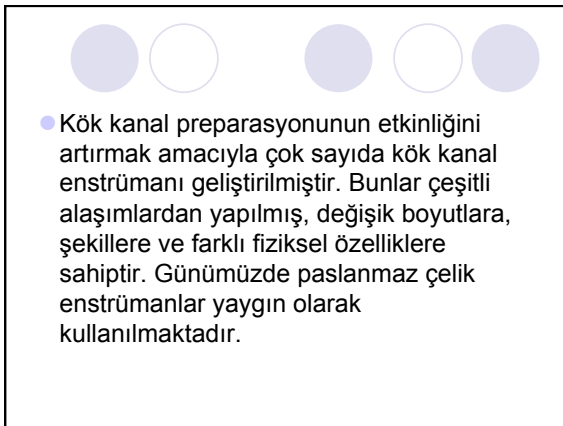 Kök kanal preparasyonunun etkinliğini
artırmak amacıyla çok sayıda kök kanal
enstrümanı geliştirilmiştir. Bunlar çeşitli
alaşımlardan yapılmış, değişik boyutlara,
şekillere ve farklı fiziksel özelliklere
sahiptir. Günümüzde paslanmaz çelik
enstrümanlar yaygın olarak
kullanılmaktadır.